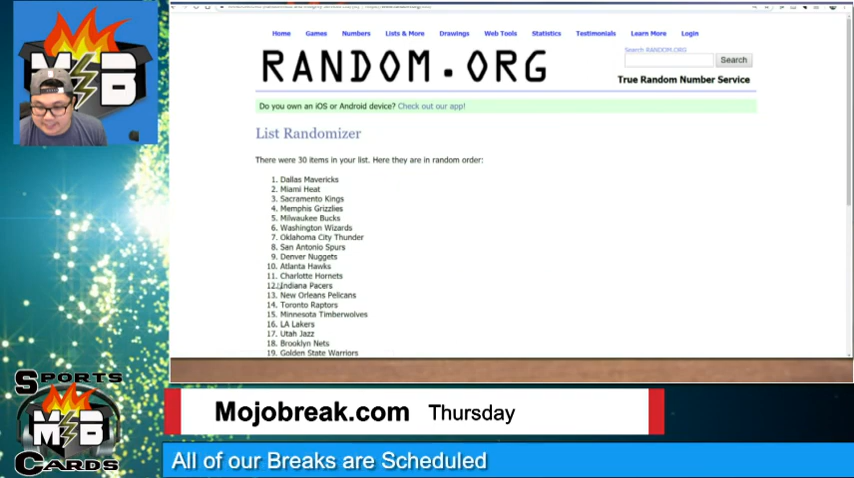 Home Games Numbers Lists & More Drawings Web Tools Statistics Testimonials Learn More Login
RANDOM.ORG
Search RANDOM.ORG
Search
True Random Number Service
Do you own an iOS or Android device? Check out our app!
List Randomizer
There were 30 items in your list. Here they are in random order:
1. Dallas Mavericks
2. Miami Heat
3. Sacramento Kings
4. Memphis Grizzlies
5. Milwaukee Bucks
6. Washington Wizards
7. Oklahoma City Thunder
8. San Antonio Spurs
9. Denver Nuggets
10. Atlanta Hawks
11. Charlotte Hornets
12. Indiana Pacers
13. New Orleans Pelicans
14. Toronto Raptors
15. Minnesota Timberwolves
16. LA Lakers
17. Utah Jazz
18. Brooklyn Nets
19. Golden State Warriors
MB
SPORTS
MB
CARDS
Mojobreak.com Thursday
All of our Breaks are Scheduled